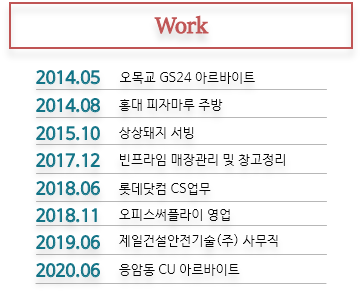 Work
2014.05 오목교 GS24 아르바이트
2014.08 홍대 피자마루 주방
2015.10 상상돼지 서빙
2017.12 빈프라임 매장관리 및 창고정리
2018.06 롯데닷컴 CS업무
2018.11 오피스써플라이 영업
2019.06 제일건설안전기술(주) 사무직
2020.06 응암동 CU 아르바이트